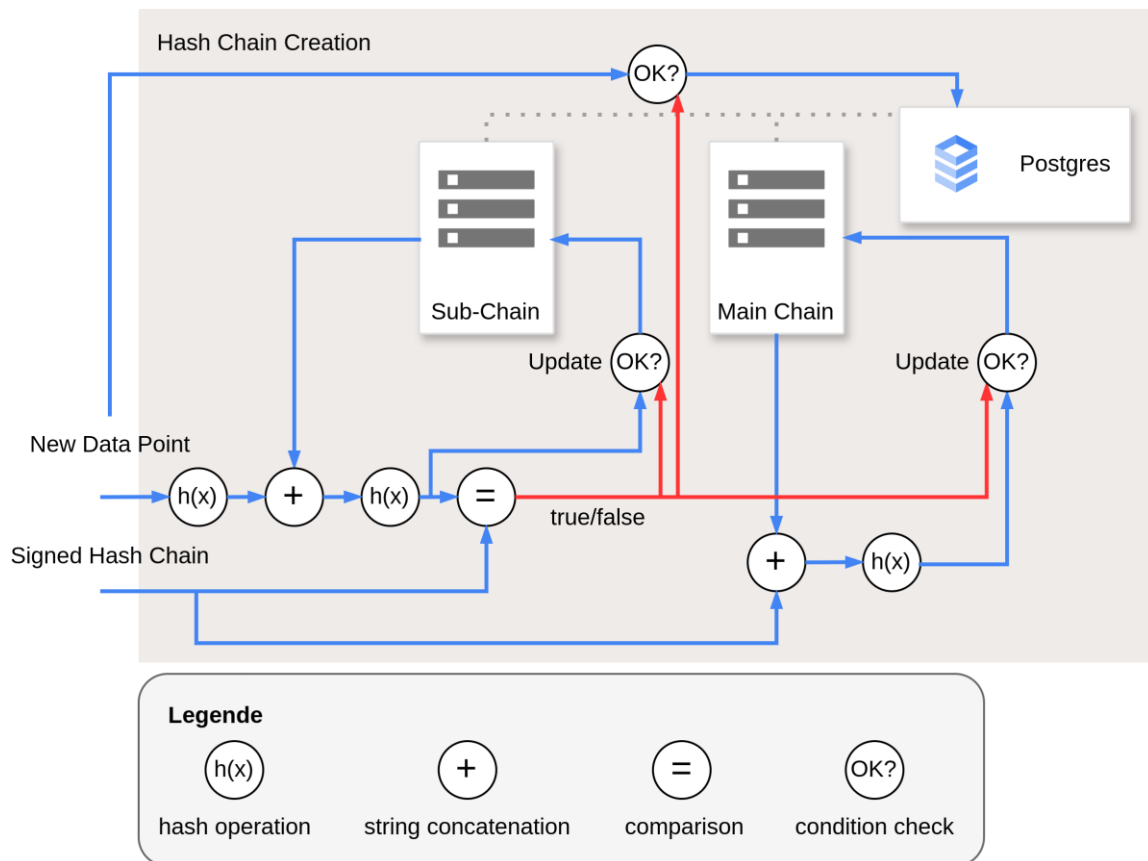 Hash Chain Creation
OK?
Postgres
Sub-Chain
Main Chain
Update
OK?
Update
OK?
New Data Point
h(x)
+
h(x)
=
true/false
Signed Hash Chain
+
h(x)
Legende
h(x)
+
=
OK?
hash operation
string concatenation
comparison
condition check